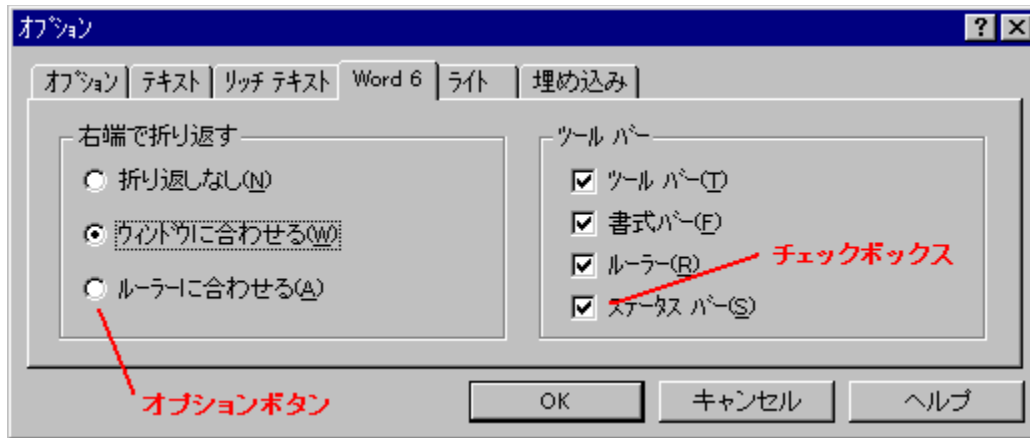 オプション
オプション テキスト リッチ テキスト Word 6 ライト 埋め込み
右端で折り返す
折り返しなし(N)
ウィンドウに合わせる(W)
ルーラーに合わせる(A)
オプションボタン
ツール バー
ツール バー(T)
書式バー(F)
ルーラー(R)
チェックボックス
ステータス バー(S)
OK キャンセル ヘルプ